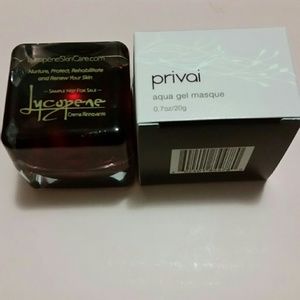 LycopeneSkinCare.com
Nurture, Protect, Rehabilitate
and Renew Your Skin
— SAMPLE NOT FOR SALE —
Lycopene
Crema Rinnovante
privai
aqua gel masque
0.7oz/20g